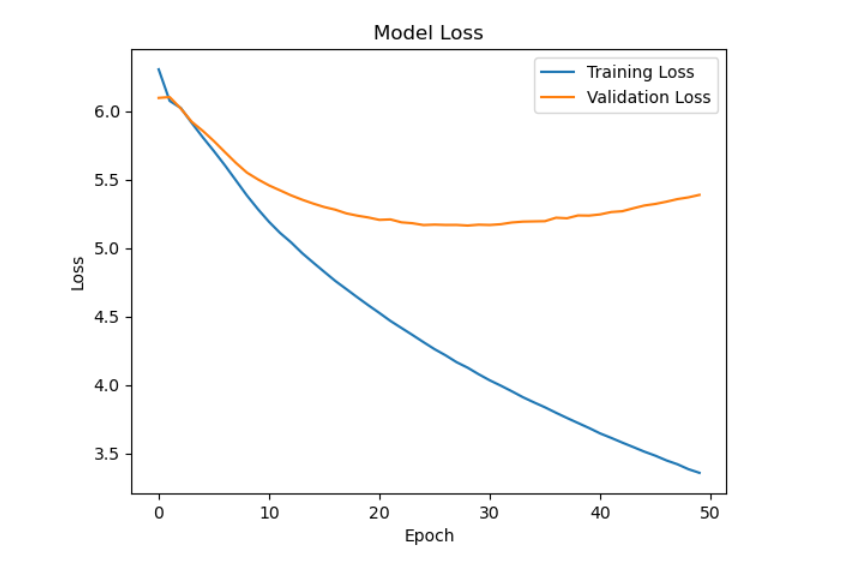 Model Loss
Training Loss
Validation Loss
6.0
5.5
5.0
4.5
4.0
3.5
Loss
0 10 20 30 40 50
Epoch